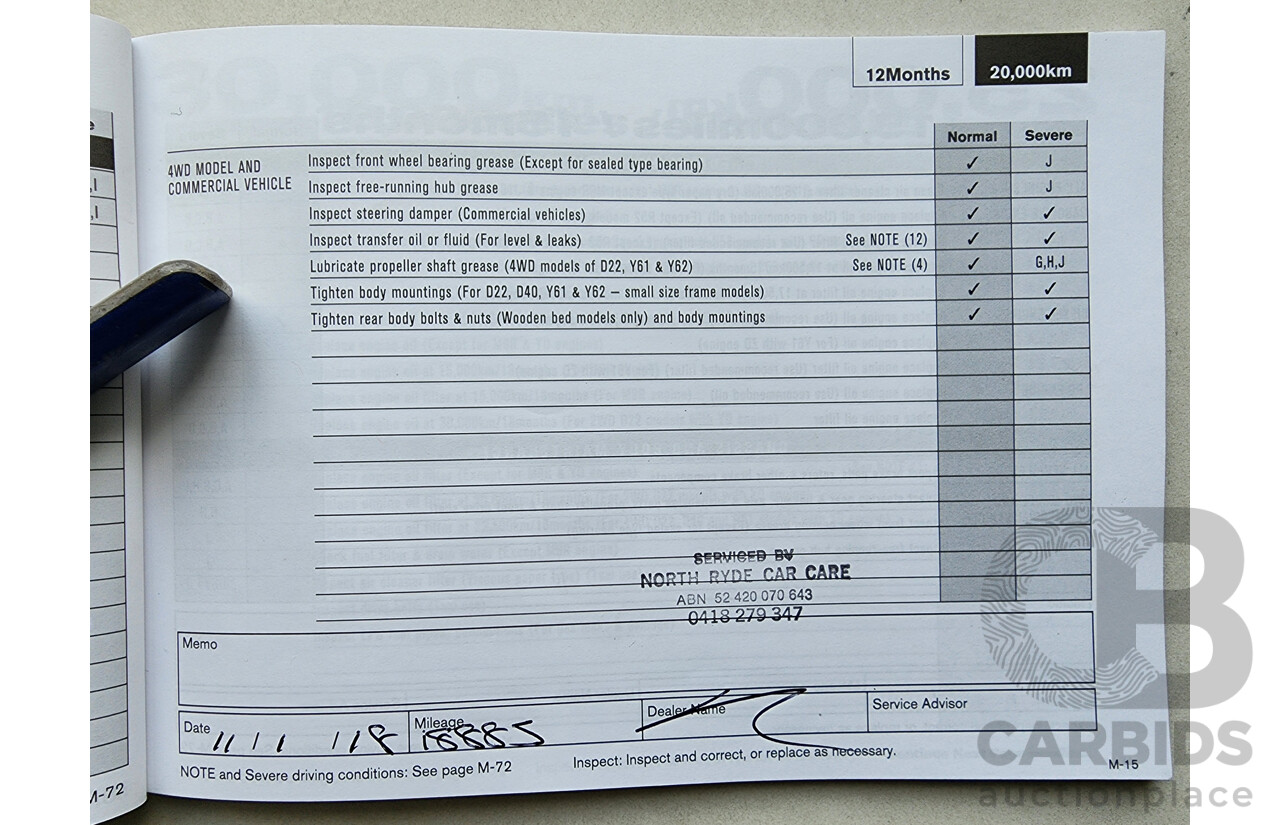 12Months 20,000km
Normal Severe
4WD MODEL AND
COMMERCIAL VEHICLE
Inspect front wheel bearing grease (Except for sealed type bearing) ✓ J
Inspect free-running hub grease ✓ J
Inspect steering damper (Commercial vehicles) ✓ ✓
Inspect transfer oil or fluid (For level & leaks) See NOTE (12) ✓ ✓
Lubricate propeller shaft grease (4WD models of D22, Y61 & Y62) See NOTE (4) ✓ G,H,J
Tighten body mountings (For D22, D40, Y61 & Y62 – small size frame models) ✓ ✓
Tighten rear body bolts & nuts (Wooden bed models only) and body mountings ✓ ✓
SERVICED BY
NORTH RYDE CAR CARE
ABN 52 420 070 643
0418 279 347
Memo
Date 11/1/18 Mileage 18885 Dealer Name Service Advisor
NOTE and Severe driving conditions: See page M-72 Inspect: Inspect and correct, or replace as necessary.
M-15
M-72
CB
CARBIDS
auctionplace